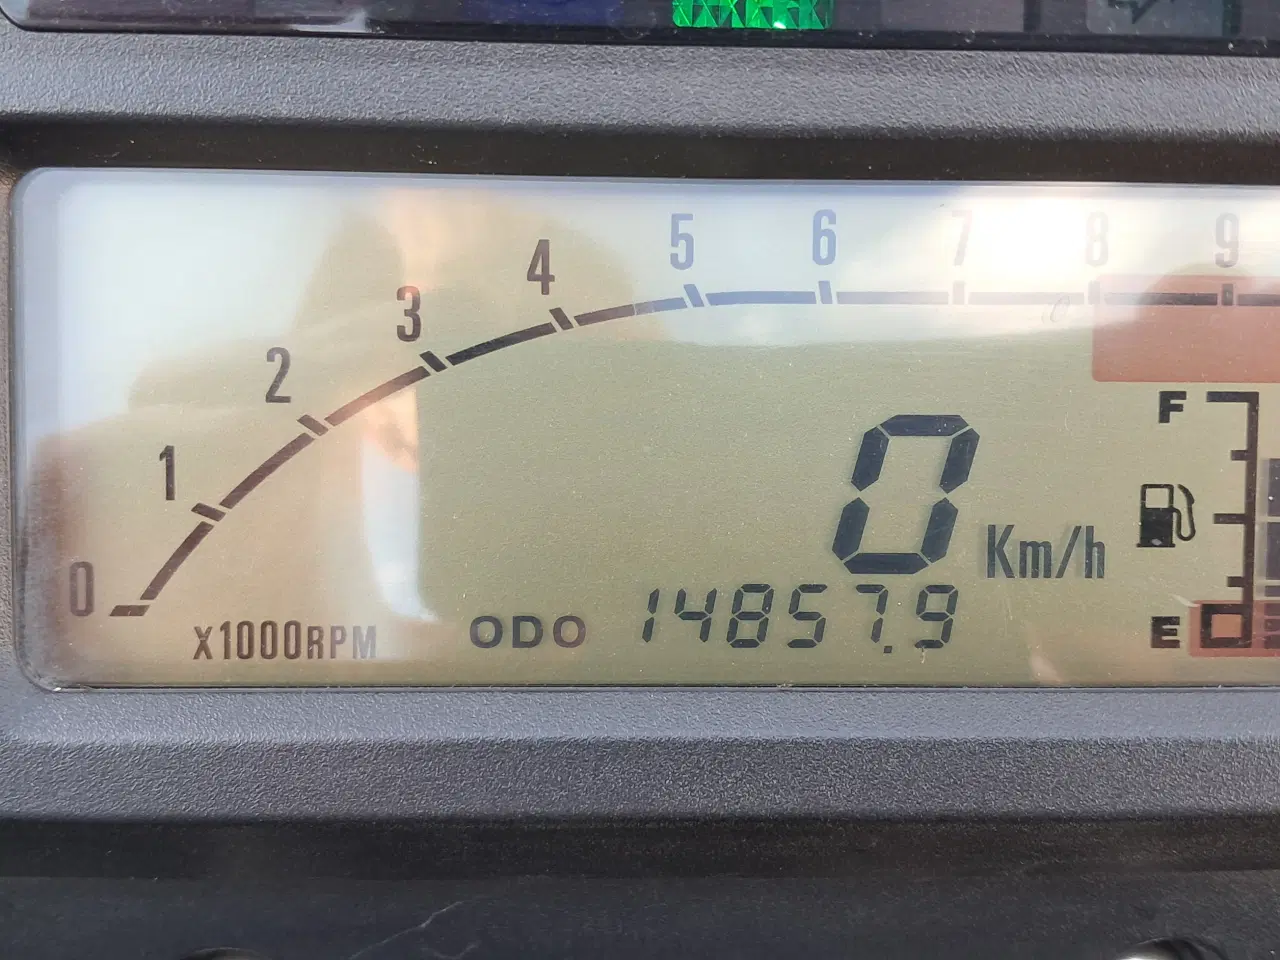 0 1 2 3 4 5 6 7 8 9
F
0 Km/h
X1000RPM ODO 14857.9 E